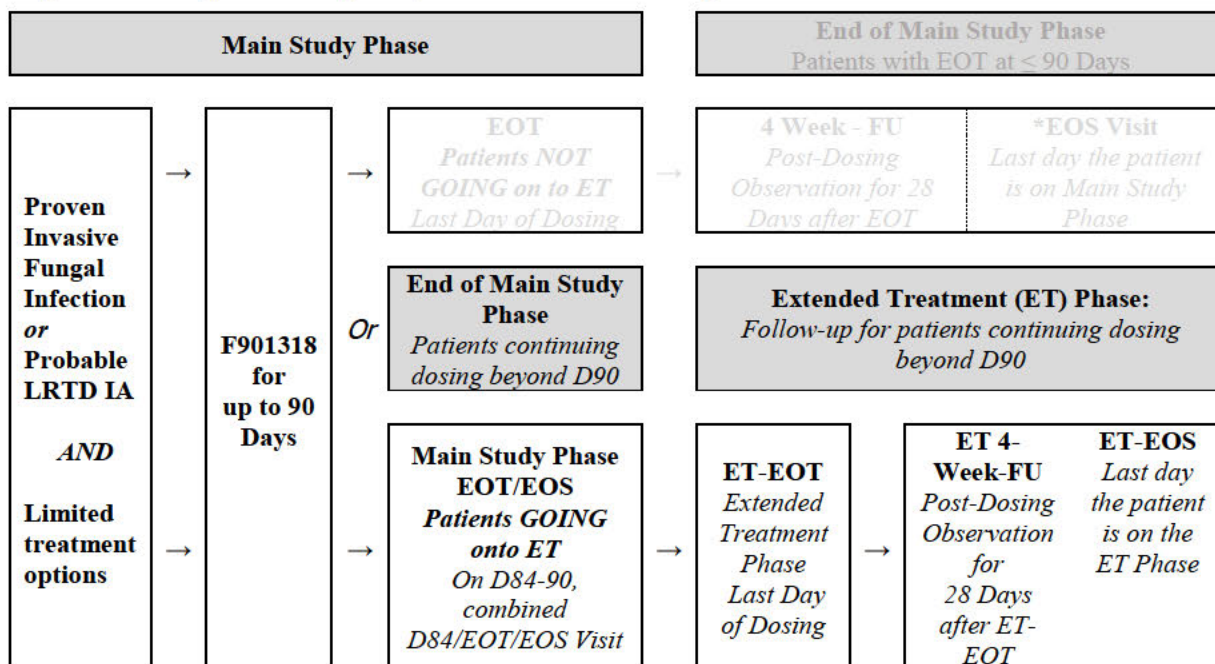 Main Study Phase
End of Main Study Phase
Patients with EOT at ≤ 90 Days
Proven
Invasive
Fungal
Infection
or
Probable
LRTD IA
AND
Limited
treatment
options
→
→
F901318
for
up to 90
Days
→
Or
→
EOT
Patients NOT
GOING on to ET
Last Day of Dosing
→
4 Week - FU
Post-Dosing
Observation for 28
Days after EOT
*EOS Visit
Last day the patient
is on Main Study
Phase
End of Main Study
Phase
Patients continuing
dosing beyond D90
Extended Treatment (ET) Phase:
Follow-up for patients continuing dosing
beyond D90
Main Study Phase
EOT/EOS
Patients GOING
onto ET
On D84-90,
combined
D84/EOT/EOS Visit
→
ET-EOT
Extended
Treatment
Phase
Last Day
of Dosing
→
ET 4-
Week-FU
Post-Dosing
Observation
for
28 Days
after ET-
EOT
ET-EOS
Last day
the patient
is on the
ET Phase